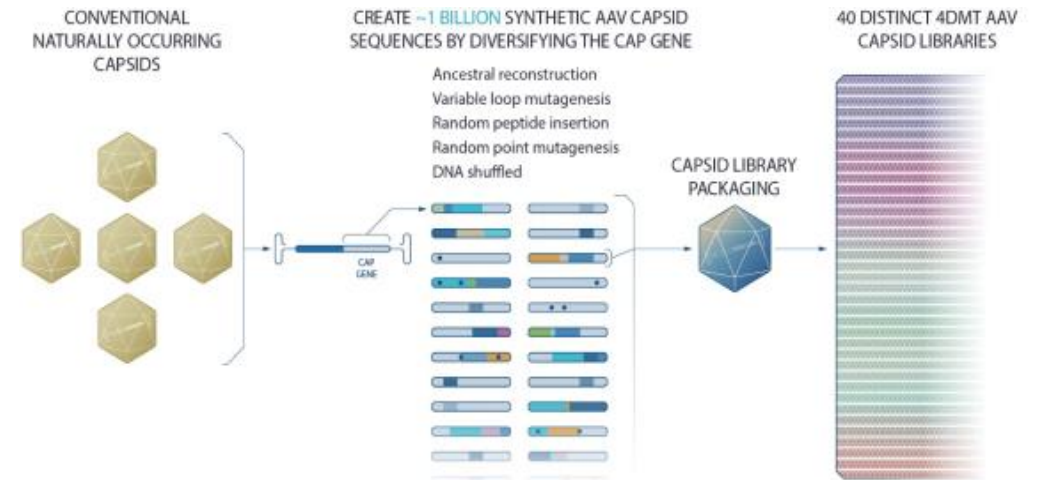 CONVENTIONAL
NATURALLY OCCURRING
CAPSIDS
CREATE ~1 BILLION SYNTHETIC AAV CAPSID
SEQUENCES BY DIVERSIFYING THE CAP GENE
Ancestral reconstruction
Variable loop mutagenesis
Random peptide insertion
Random point mutagenesis
DNA shuffled
CAP
GENE
CAPSID LIBRARY
PACKAGING
40 DISTINCT 4DMT AAV
CAPSID LIBRARIES